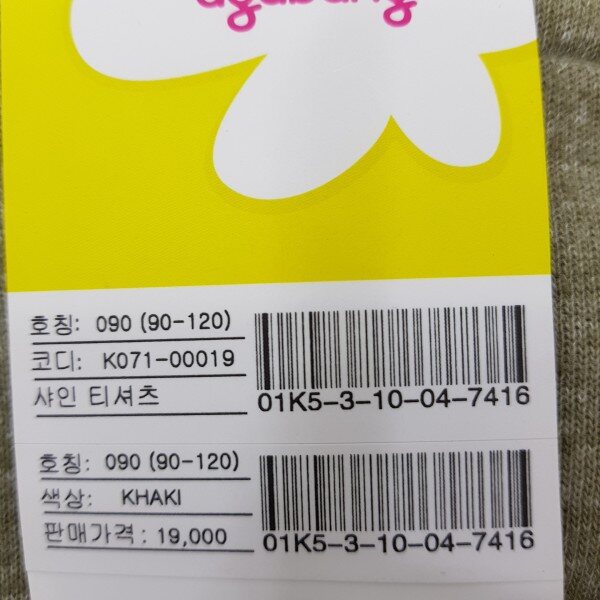 agabang
호칭: 090 (90-120)
코디: K071-00019
샤인 티셔츠
01K5-3-10-04-7416
호칭: 090 (90-120)
색상: KHAKI
판매가격 : 19,000
01K5-3-10-04-7416